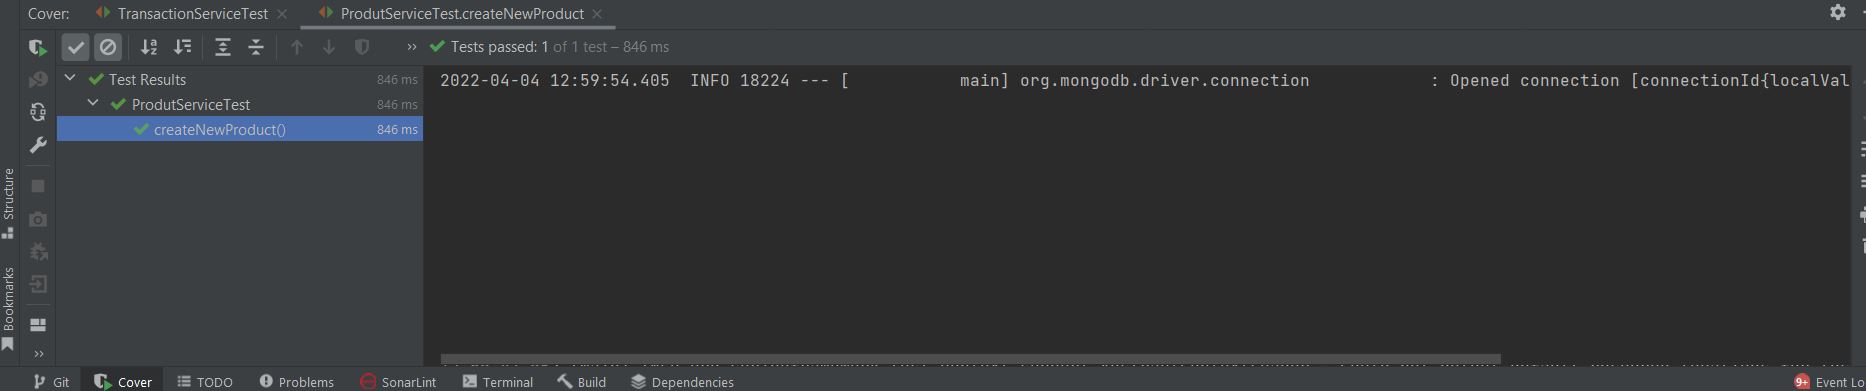 Cover: TransactionServiceTest ProdutServiceTest.createNewProduct
Tests passed: 1 of 1 test – 846 ms
Test Results 846 ms
2022-04-04 12:59:54.405 INFO 18224 --- [ main] org.mongodb.driver.connection : Opened connection [connectionId{localVal
ProdutServiceTest 846 ms
createNewProduct() 846 ms
Structure
Bookmarks
Git Cover TODO Problems SonarLint Terminal Build Dependencies 9+ Event Lo